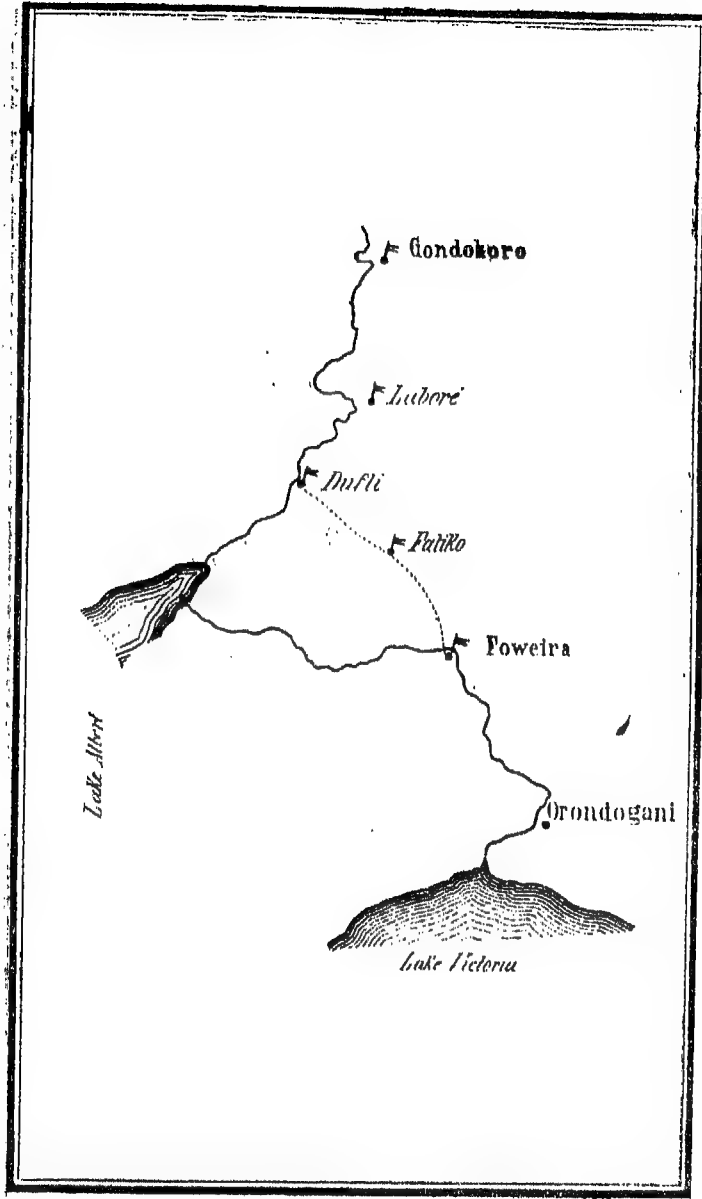 Gondokoro
Laboré
Dufli
Fatiko
Foweira
Lake Albert
Orondogani
Lake Victoria